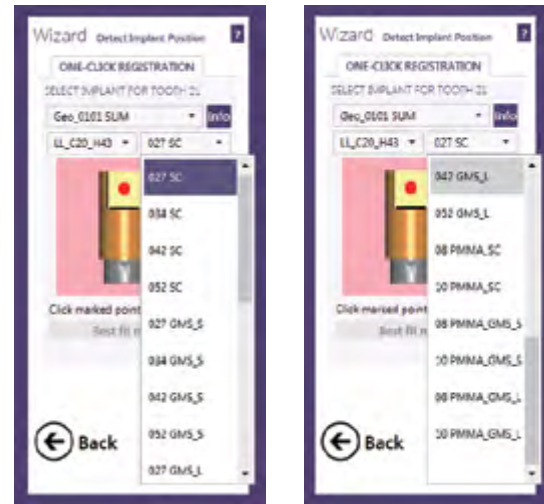 Wizard Detect Implant Position ?
ONE-CLICK REGISTRATION
SELECT IMPLANT FOR TOOTH 21
Geo_0101 SUM Info
LL_C20_H43 027 SC
027 SC
034 SC
042 SC
052 SC
Click marked point
Best fit
027 GMS_S
034 GMS_S
042 GMS_S
052 GMS_S
Back
027 GMS_L
Wizard Detect Implant Position ?
ONE-CLICK REGISTRATION
SELECT IMPLANT FOR TOOTH 21
Geo_0101 SUM Info
LL_C20_H43 027 SC
042 GMS_L
052 GMS_L
08 PMMA_SC
10 PMMA_SC
Click marked point
08 PMMA_GMS_S
Best fit
10 PMMA_GMS_S
08 PMMA_GMS_L
10 PMMA_GMS_L
Back